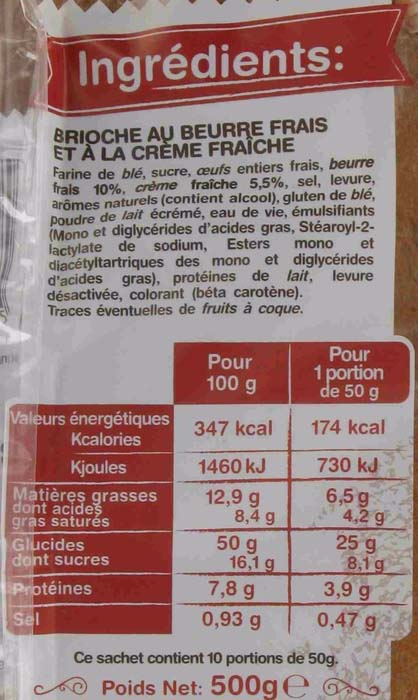 Ingrédients:
BRIOCHE AU BEURRE FRAIS
ET À LA CRÈME FRAÎCHE
Farine de blé, sucre, œufs entiers frais, beurre
frais 10%, crème fraîche 5,5%, sel, levure,
arômes naturels (contient alcool), gluten de blé,
poudre de lait écrémé, eau de vie, émulsifiants
(Mono et diglycérides d'acides gras, Stéaroyl-2-
lactylate de sodium, Esters mono et
diacétyltartriques des mono et diglycérides
d'acides gras), protéines de lait, levure
désactivée, colorant (béta carotène).
Traces éventuelles de fruits à coque.
Pour
100 g
Pour
1 portion
de 50 g
Valeurs énergétiques
Kcalories 347 kcal 174 kcal
Kjoules 1460 kJ 730 kJ
Matières grasses 12,9 g 6,5 g
dont acides
gras saturés 8,4 g 4,2 g
Glucides 50 g 25 g
dont sucres 16,1 g 8,1 g
Protéines 7,8 g 3,9 g
Sel 0,93 g 0,47 g
Ce sachet contient 10 portions de 50g.
Poids Net: 500g e